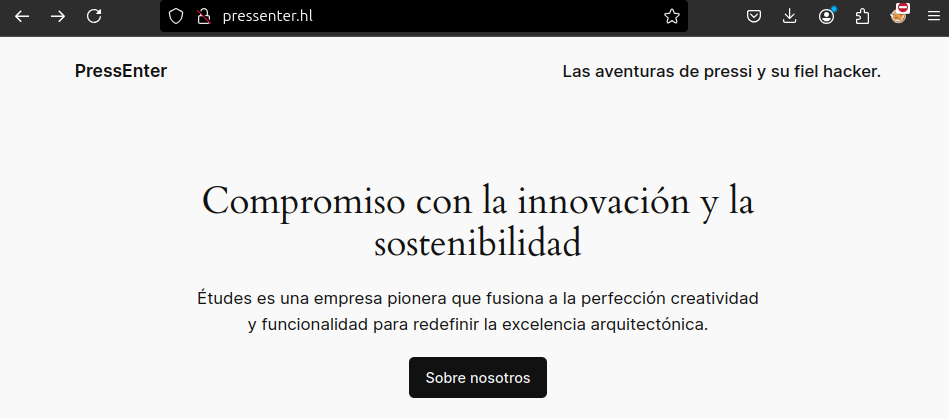 pressenter.hl
PressEnter
Las aventuras de pressi y su fiel hacker.
Compromiso con la innovación y la
sostenibilidad
Études es una empresa pionera que fusiona a la perfección creatividad
y funcionalidad para redefinir la excelencia arquitectónica.
Sobre nosotros